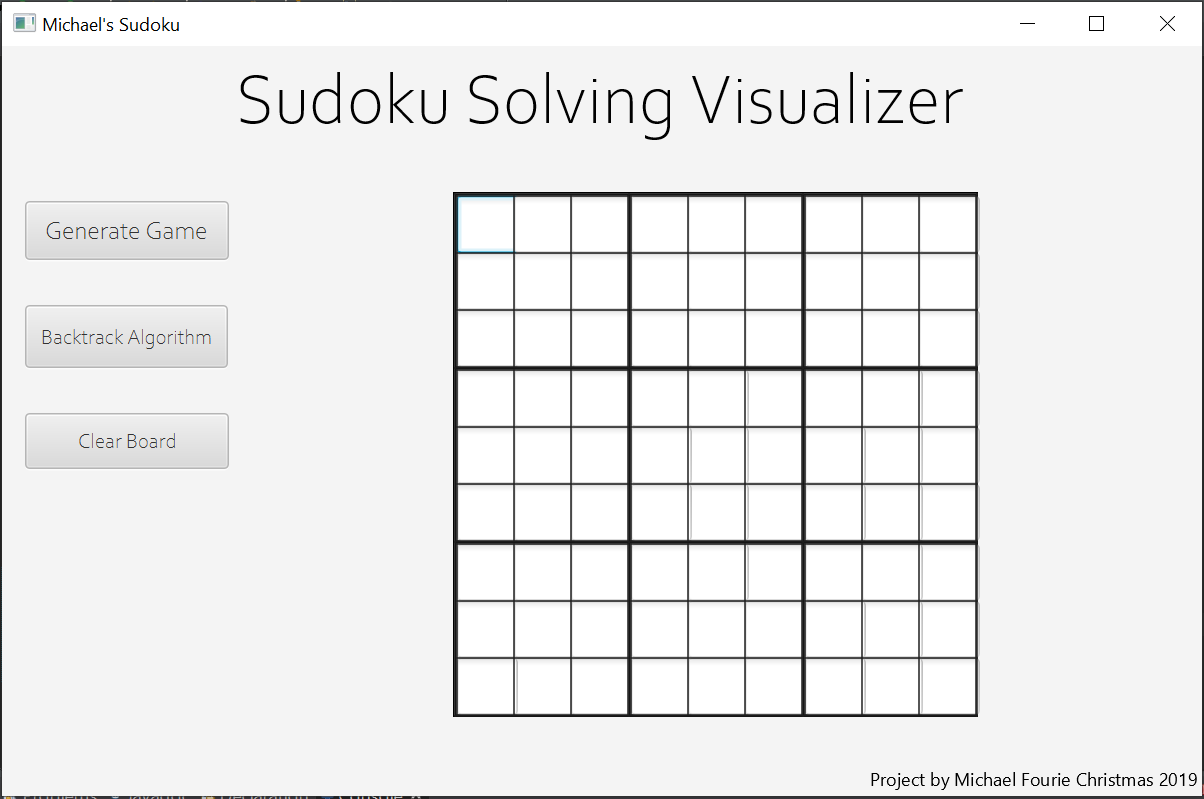 Michael's Sudoku
Sudoku Solving Visualizer
Generate Game
Backtrack Algorithm
Clear Board
Project by Michael Fourie Christmas 2019